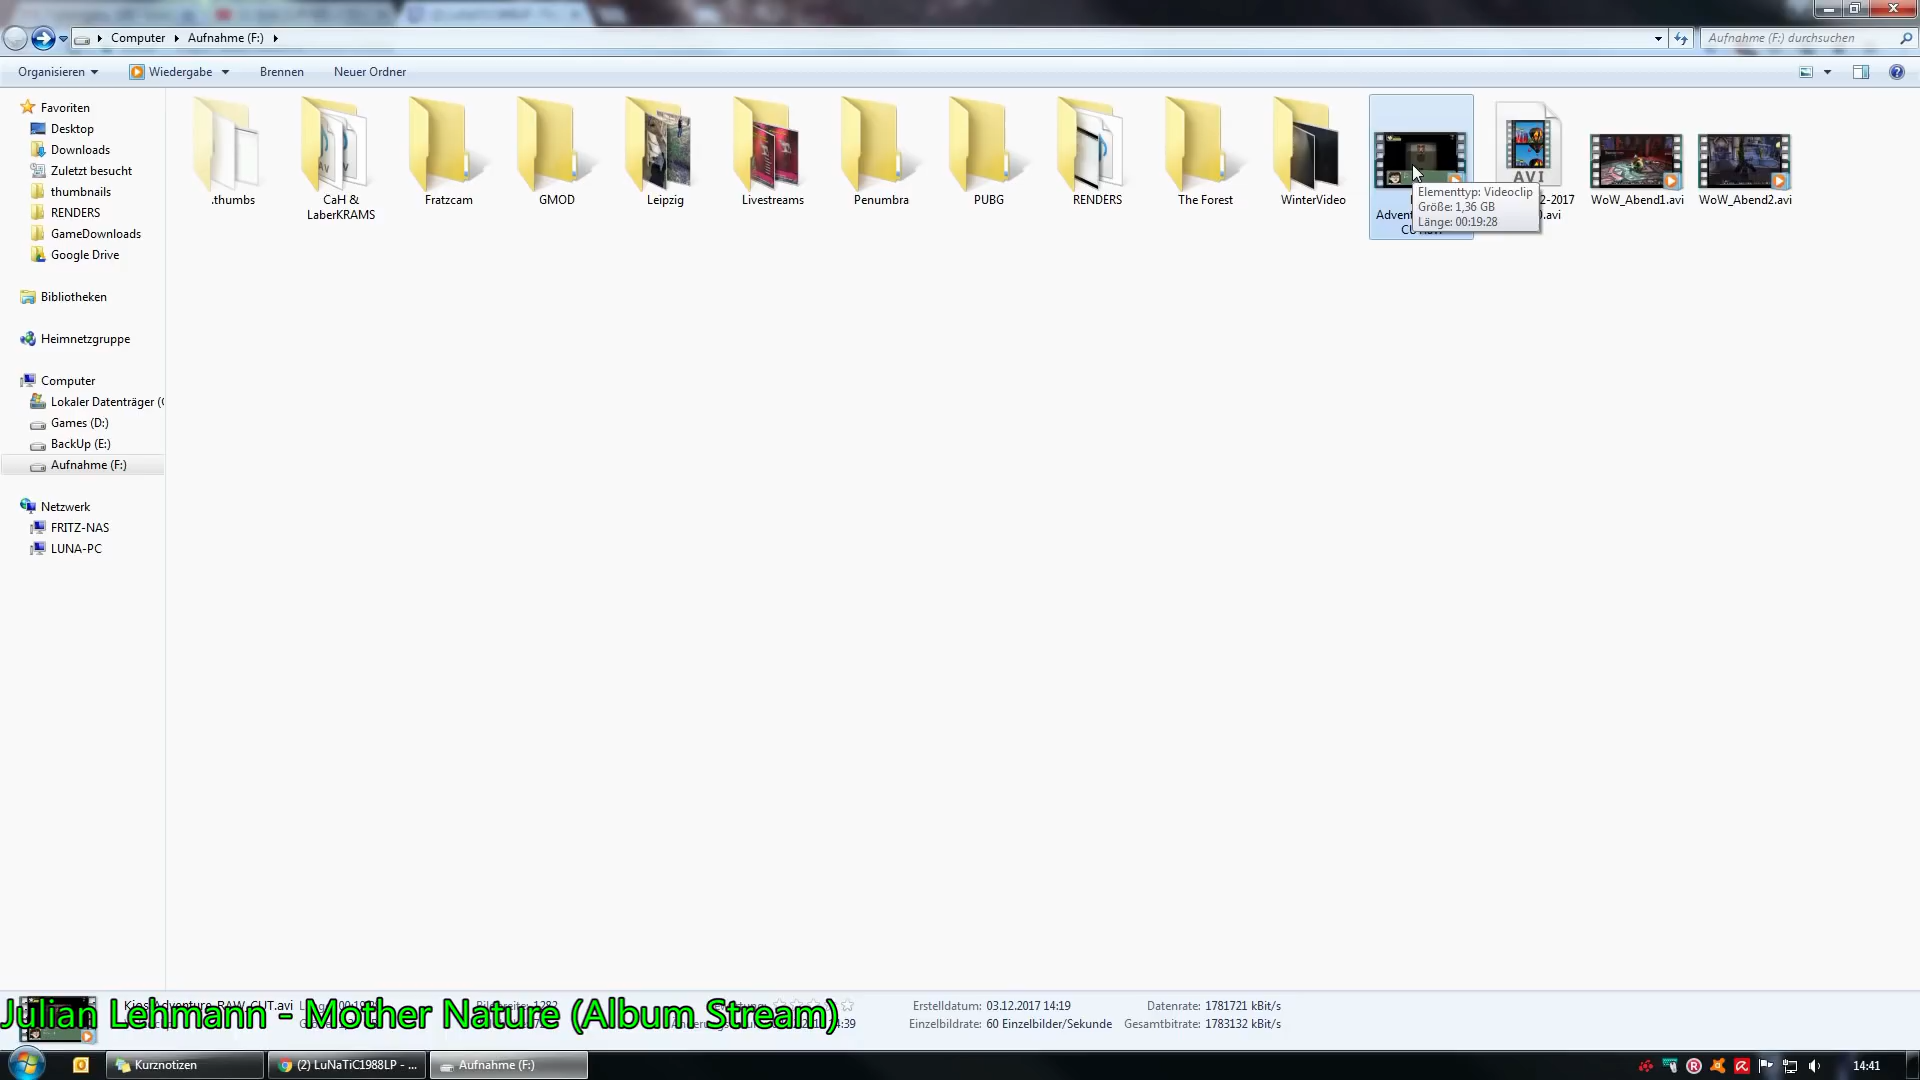 Computer
Aufnahme (F:)
Aufnahme (F:) durchsuchen
Organisieren
Wiedergabe
Brennen
Neuer Ordner
Favoriten
Desktop
Downloads
Zuletzt besucht
thumbnails
RENDERS
GameDownloads
Google Drive
Bibliotheken
Heimnetzgruppe
Computer
Lokaler Datenträger (
Games (D:)
BackUp (E:)
Aufnahme (F:)
Netzwerk
FRITZ-NAS
LUNA-PC
.thumbs
CaH &
LaberKRAMS
Fratzcam
GMOD
Leipzig
Livestreams
Penumbra
PUBG
RENDERS
The Forest
WinterVideo
AVI
WoW_Abend1.avi
WoW_Abend2.avi
Elementtyp: Videoclip
Größe: 1,36 GB
Länge: 00:19:28
Erstelldatum: 03.12.2017 14:19
Datenrate: 1781721 kBit/s
Einzelbildrate: 60 Einzelbilder/Sekunde
Gesamtbitrate: 1783132 kBit/s
Julian Lehmann - Mother Nature (Album Stream)
Kurznotizen
(2) LuNaTiC1988LP - ...
Aufnahme (F:)
14:41